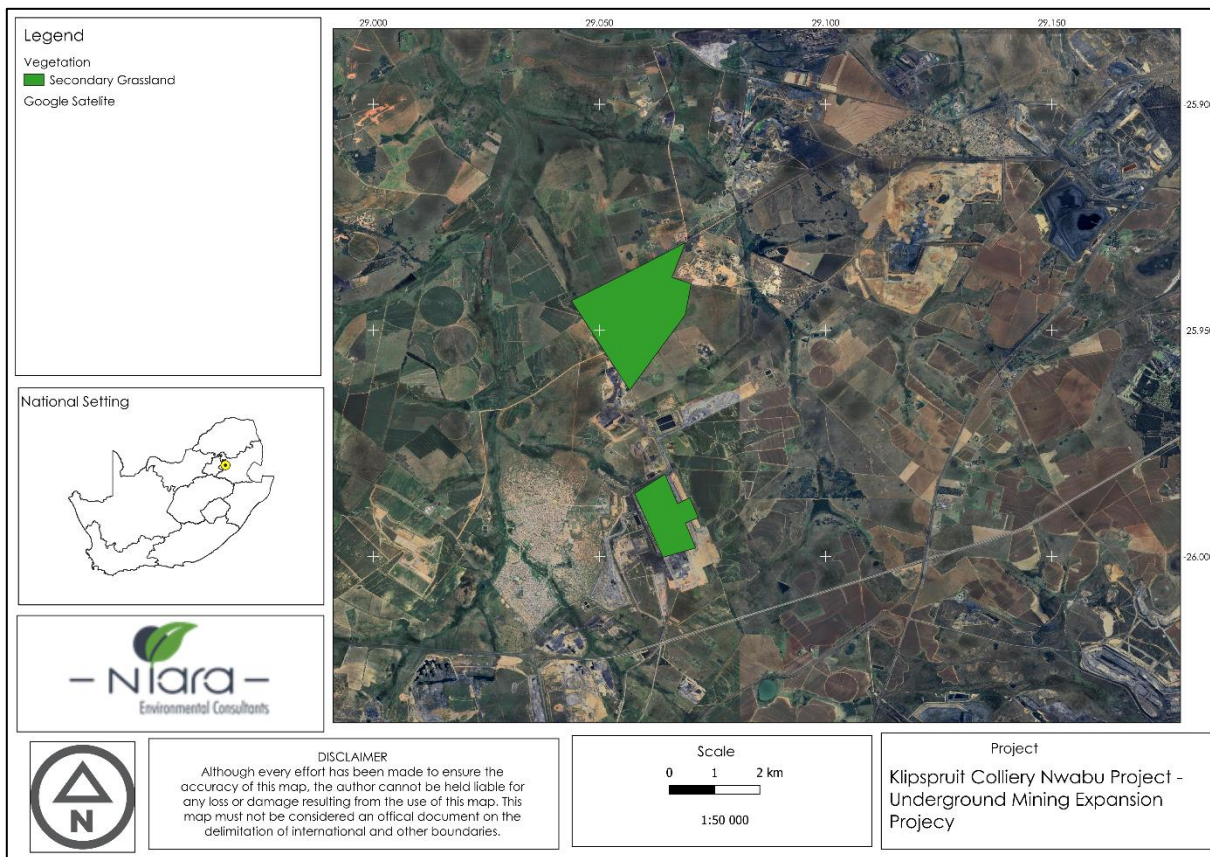 Legend
Vegetation
Secondary Grassland
Google Satelite
29.000
29.050
29.100
29.150
-25.900
-25.950
-26.000
National Setting
– Niara –
Environmental Consultants
N
DISCLAIMER
Although every effort has been made to ensure the
accuracy of this map, the author cannot be held liable for
any loss or damage resulting from the use of this map. This
map must not be considered an offical document on the
delimitation of international and other boundaries.
Scale
0 1 2 km
1:50 000
Project
Klipspruit Colliery Nwabu Project -
Underground Mining Expansion
Projecy